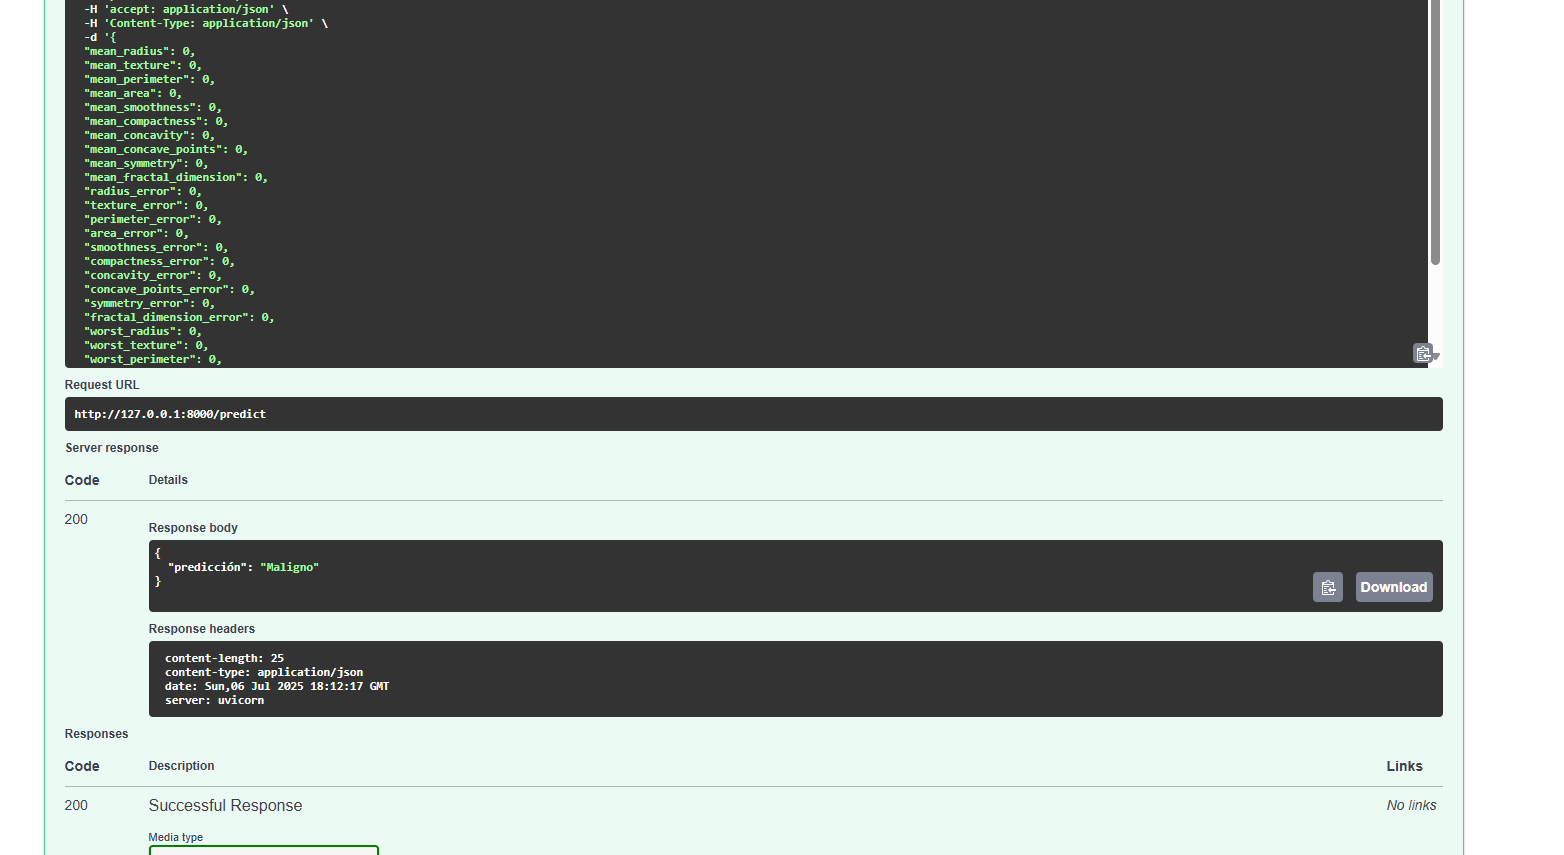 -H 'accept: application/json' \
-H 'Content-Type: application/json' \
-d '{
"mean_radius": 0,
"mean_texture": 0,
"mean_perimeter": 0,
"mean_area": 0,
"mean_smoothness": 0,
"mean_compactness": 0,
"mean_concavity": 0,
"mean_concave_points": 0,
"mean_symmetry": 0,
"mean_fractal_dimension": 0,
"radius_error": 0,
"texture_error": 0,
"perimeter_error": 0,
"area_error": 0,
"smoothness_error": 0,
"compactness_error": 0,
"concavity_error": 0,
"concave_points_error": 0,
"symmetry_error": 0,
"fractal_dimension_error": 0,
"worst_radius": 0,
"worst_texture": 0,
"worst_perimeter": 0,
Request URL
http://127.0.0.1:8000/predict
Server response
Code Details
200
Response body
{
"predicción": "Maligno"
}
Download
Response headers
content-length: 25
content-type: application/json
date: Sun,06 Jul 2025 18:12:17 GMT
server: uvicorn
Responses
Code Description Links
200 Successful Response No links
Media type